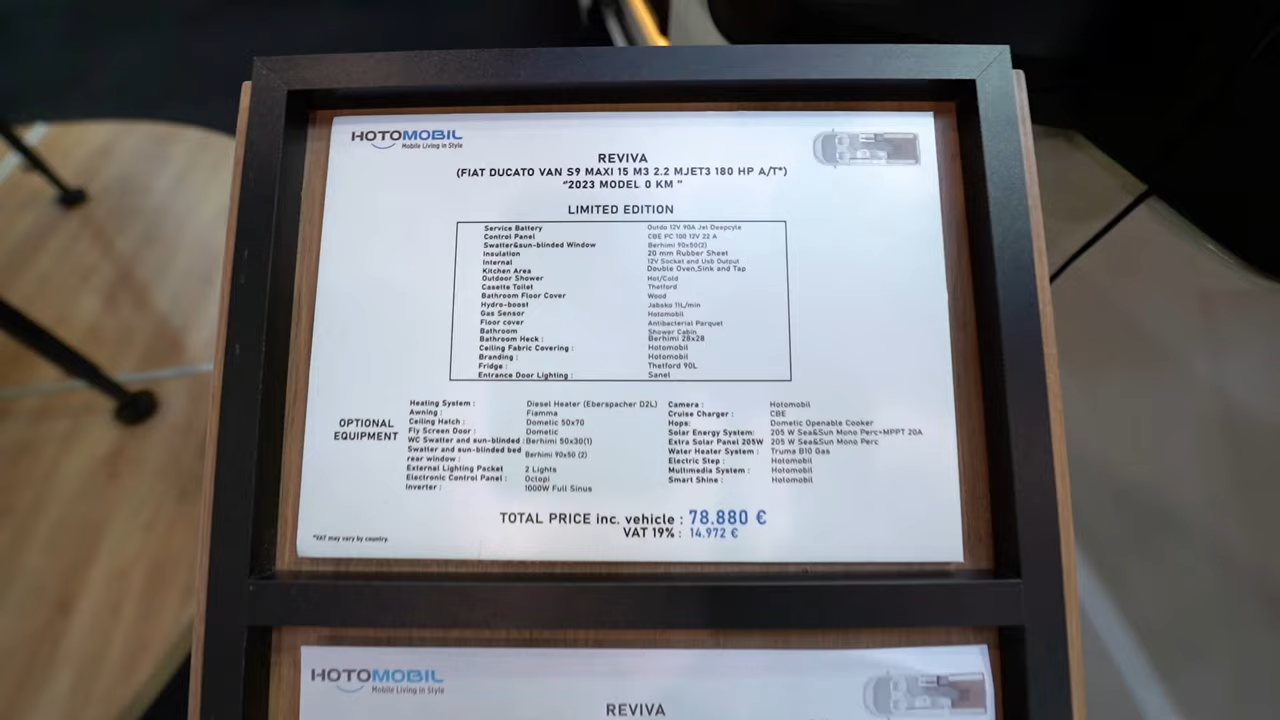 HOTOMOBIL
Mobile Living in Style
REVIVA
(FIAT DUCATO VAN S9 MAXI 15 M3 2.2 MJET3 180 HP A/T*)
"2023 MODEL 0 KM "
LIMITED EDITION
Service Battery Outdo 12V 90A Jel Deepcyle
Control Panel CBE PC 100 12V 22 A
Swatter&sun-blinded Window Berhimi 90x50(2)
Insulation 20 mm Rubber Sheet
Internal 12V Socket and Usb Output
Kitchen Area Double Oven,Sink and Tap
Outdoor Shower Hot/Cold
Casette Toilet Thetford
Bathroom Floor Cover Wood
Hydro-boost Jabsko 11L/min
Gas Sensor Hotomobil
Floor cover Antibacterial Parquet
Bathroom Shower Cabin
Bathroom Heck : Berhimi 28x28
Ceiling Fabric Covering : Hotomobil
Branding : Hotomobil
Fridge : Thetford 90L
Entrance Door Lighting : Sanel
OPTIONAL EQUIPMENT
Heating System : Diesel Heater (Eberspacher D2L)
Awning : Fiamma
Ceiling Hatch : Dometic 50x70
Fly Screen Door : Dometic
WC Swatter and sun-blinded : Berhimi 50x30(1)
Swatter and sun-blinded bed
rear window : Berhimi 90x50 (2)
External Lighting Packet 2 Lights
Electronic Control Panel : Octopi
Inverter : 1000W Full Sinus
Camera : Hotomobil
Cruise Charger : CBE
Hops: Dometic Openable Cooker
Solar Energy System: 205 W Sea&Sun Mono Perc+MPPT 20A
Extra Solar Panel 205W 205 W Sea&Sun Mono Perc
Water Heater System : Truma B10 Gas
Electric Step : Hotomobil
Multimedia System : Hotomobil
Smart Shine : Hotomobil
TOTAL PRICE inc. vehicle : 78.880 €
VAT 19% : 14.972 €
*VAT may vary by country.
HOTOMOBIL
Mobile Living in Style
REVIVA